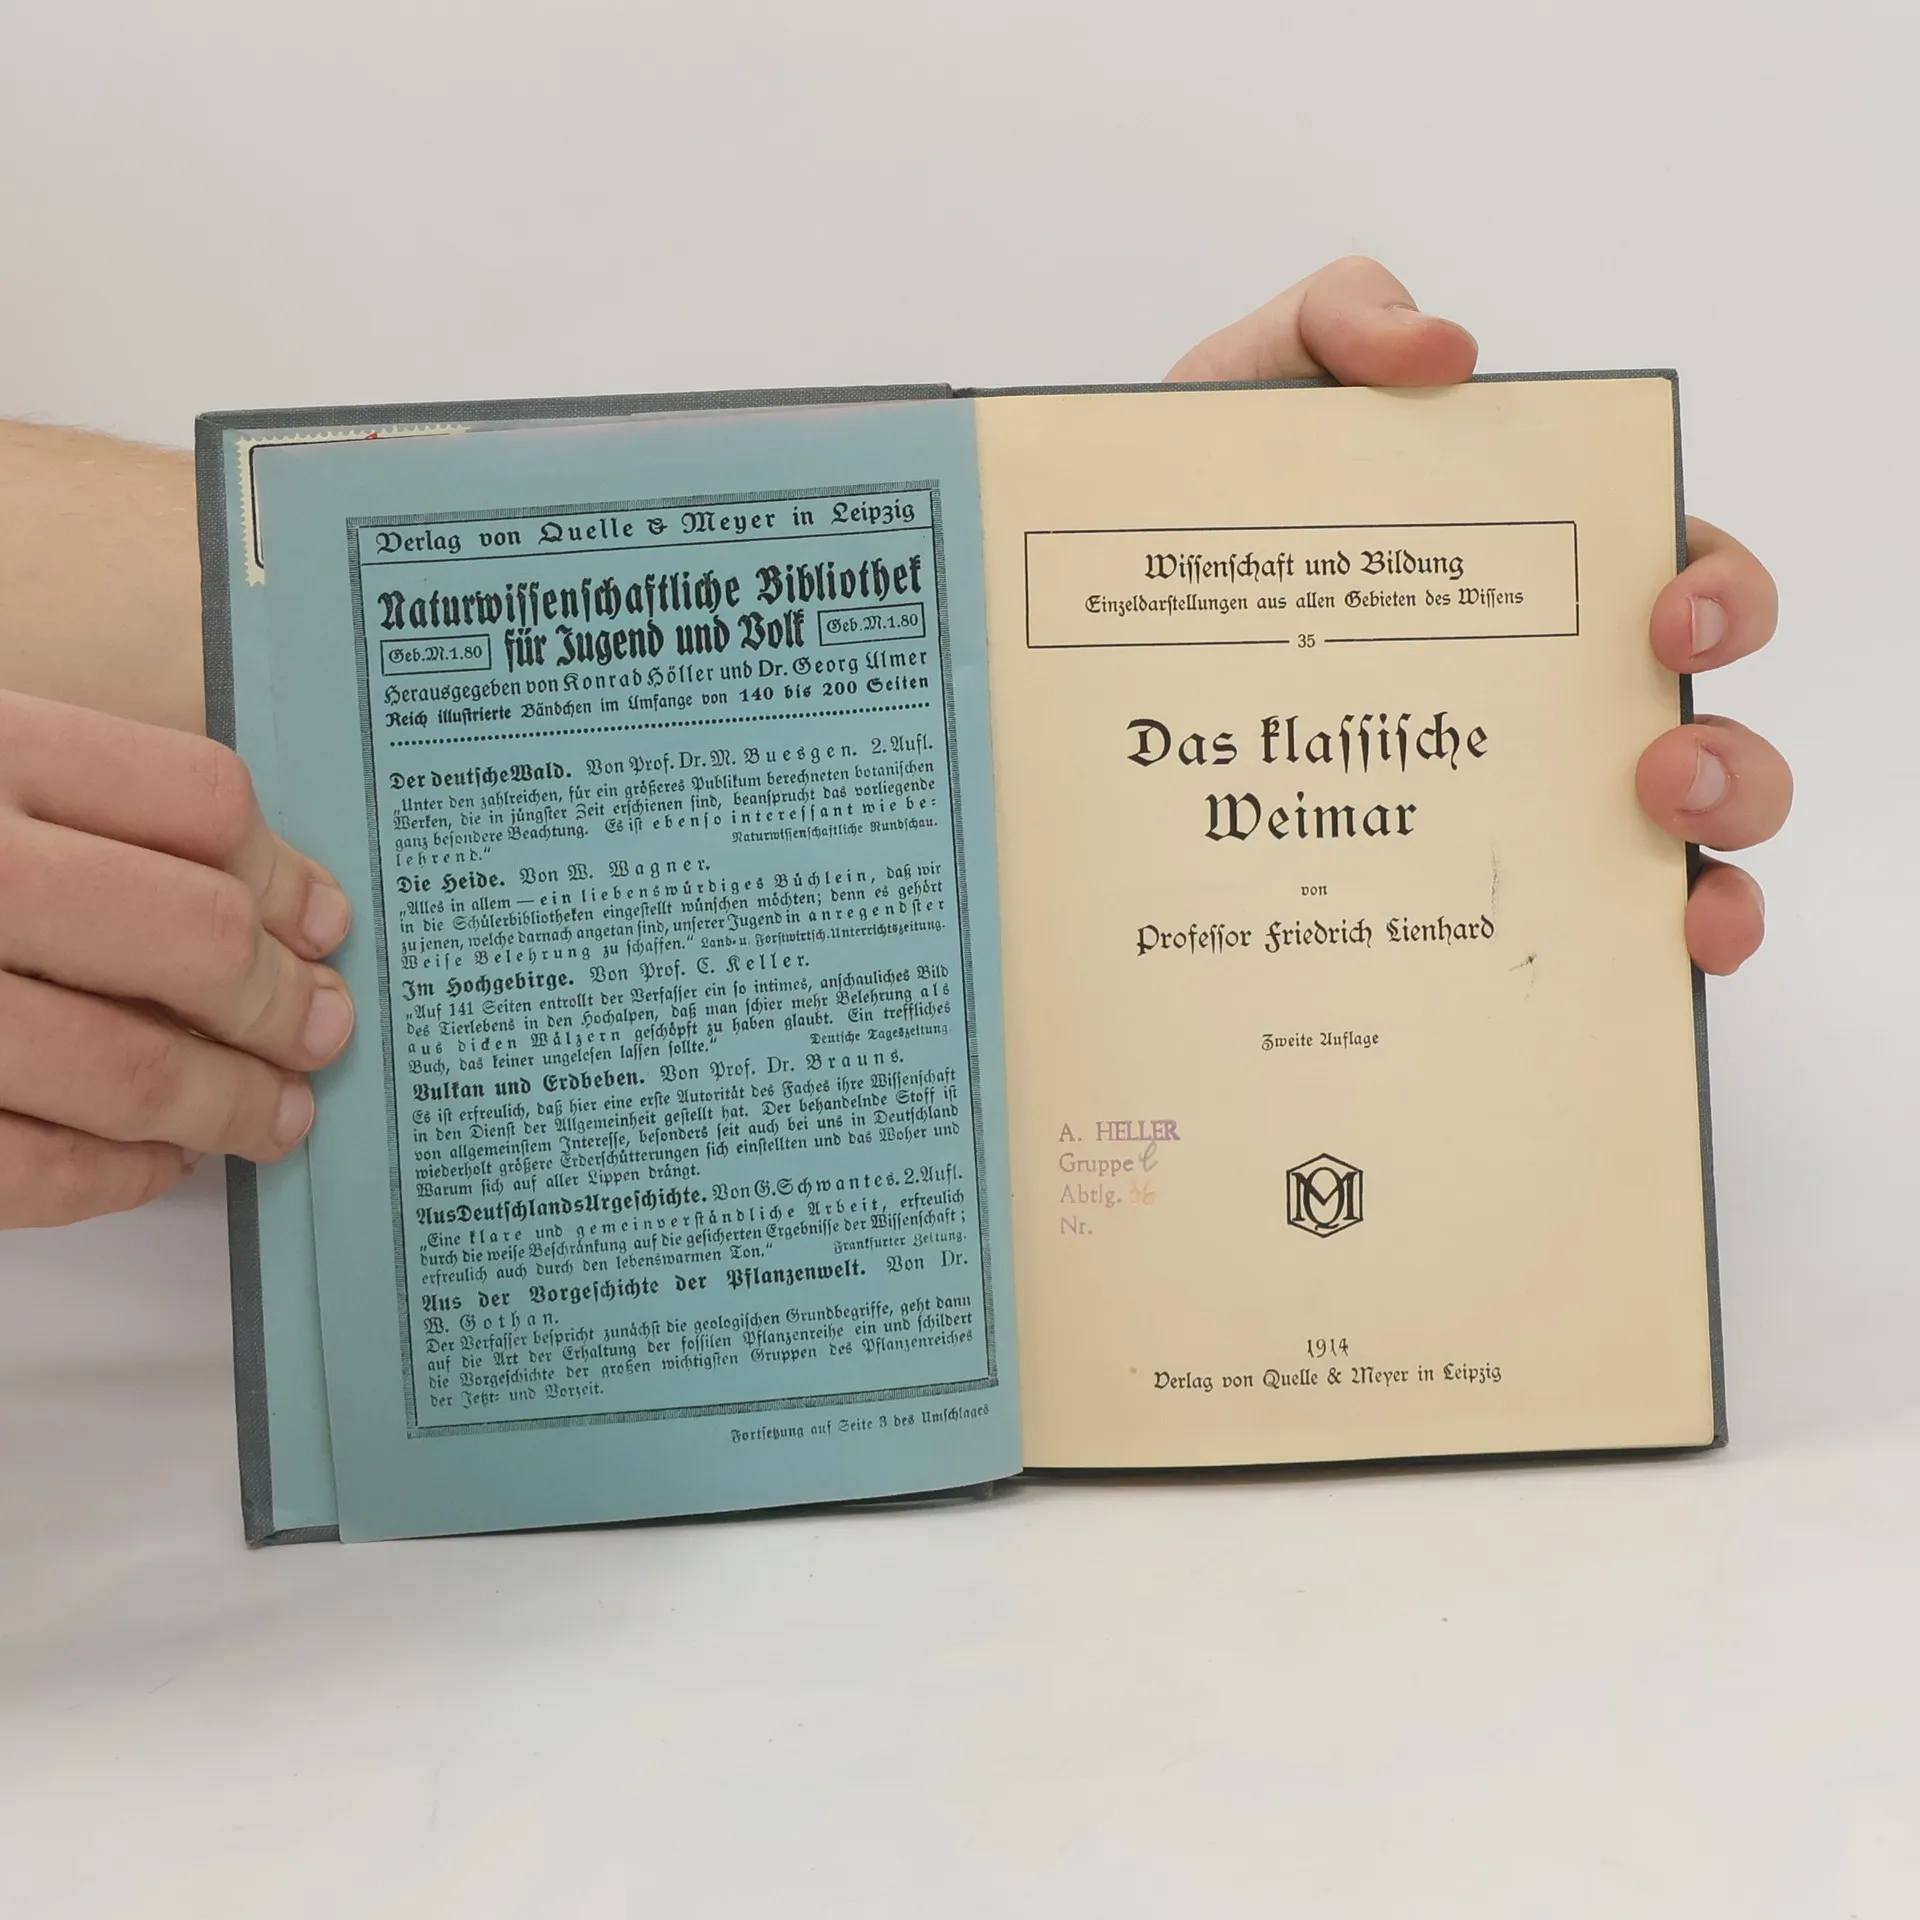 Verlag von Quelle & Meyer in Leipzig
Naturwiſſenſchaftliche Bibliothek
für Jugend und Volk
Geb.M.1.80
Geb.M.1.80
Herausgegeben von Konrad Höller und Dr. Georg Ulmer
Reich illuſtrierte Bändchen im Umfange von 140 bis 200 Seiten
Der deutſche Wald. Von Prof. Dr. M. Buesgen. 2. Aufl.
„Unter den zahlreichen, für ein größeres Publikum berechneten botaniſchen
Werken, die in jüngſter Zeit erſchienen ſind, beanſprucht das vorliegende
ganz beſondere Beachtung. Es iſt ebenſo intereſſant wie be-
lehrend.“
Naturwiſſenſchaftliche Rundſchau.
Die Heide. Von W. Wagner.
„Alles in allem — ein liebenswürdiges Büchlein, daß wir
in die Schülerbibliotheken eingeſtellt wünſchen möchten; denn es gehört
zu jenen, welche darnach angetan ſind, unſerer Jugend in anregendſter
Weiſe Belehrung zu ſchaffen.“ Land- u. Forſtwirtſch. Unterrichtszeitung.
Im Hochgebirge. Von Prof. C. Keller.
„Auf 141 Seiten entrollt der Verfaſſer ein ſo intimes, anſchauliches Bild
des Tierlebens in den Hochalpen, daß man ſchier mehr Belehrung als
aus dicken Wälzern geſchöpft zu haben glaubt. Ein treffliches
Buch, das keiner ungeleſen laſſen ſollte.“ Deutſche Tageszeitung.
Vulkan und Erdbeben. Von Prof. Dr. Brauns.
Es iſt erfreulich, daß hier eine erſte Autorität des Faches ihre Wiſſenſchaft
in den Dienſt der Allgemeinheit geſtellt hat. Der behandelnde Stoff iſt
von allgemeinſtem Intereſſe, beſonders ſeit auch bei uns in Deutſchland
wiederholt größere Erderſchütterungen ſich einſtellten und das Woher und
Warum ſich auf aller Lippen drängt.
Aus Deutſchlands Urgeſchichte. Von G. Schwantes. 2. Aufl.
„Eine klare und gemeinverſtändliche Arbeit, erfreulich
durch die weiſe Beſchränkung auf die geſicherten Ergebniſſe der Wiſſenſchaft;
erfreulich auch durch den lebenswarmen Ton.“ Frankfurter Zeitung.
Aus der Vorgeſchichte der Pflanzenwelt. Von Dr.
W. Gothan.
Der Verfaſſer beſpricht zunächſt die geologiſchen Grundbegriffe, geht dann
auf die Art der Erhaltung der foſſilen Pflanzenreihe ein und ſchildert
die Vorgeſchichte der großen wichtigſten Gruppen des Pflanzenreiches
der Jetzt- und Vorzeit.
Fortſetzung auf Seite 3 des Umſchlages
Wiſſenſchaft und Bildung
Einzeldarſtellungen aus allen Gebieten des Wiſſens
35
Das klaſſiſche
Weimar
von
Profeſſor Friedrich Lienhard
Zweite Auflage
A. HELLER
Gruppe
Abtlg. 36
Nr.
QM
1914
Verlag von Quelle & Meyer in Leipzig